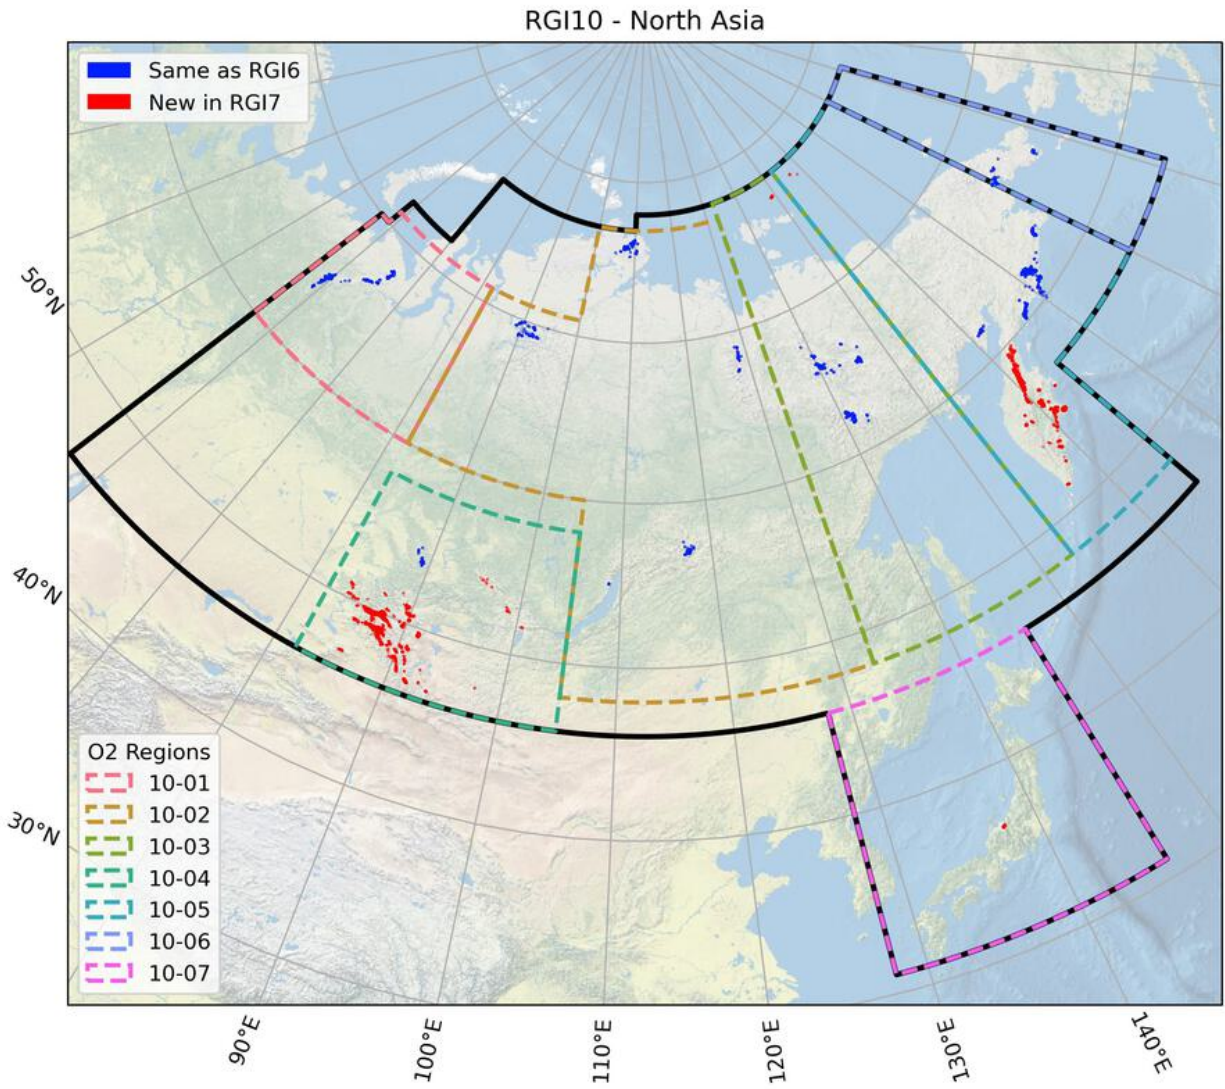 RGI10 - North Asia
Same as RGI6
New in RGI7
50°N
40°N
30°N
O2 Regions
10-01
10-02
10-03
10-04
10-05
10-06
10-07
90°E
100°E
110°E
120°E
130°E
140°E